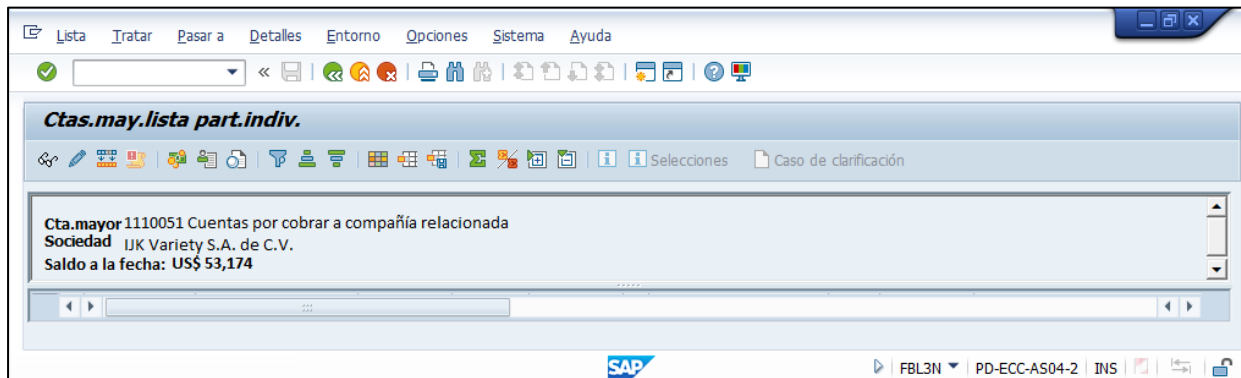 Lista Tratar Pasar a Detalles Entorno Opciones Sistema Ayuda
Ctas.may.lista part.indiv.
Selecciones Caso de clarificación
Cta.mayor 1110051 Cuentas por cobrar a compañía relacionada
Sociedad IJK Variety S.A. de C.V.
Saldo a la fecha: US$ 53,174
SAP FBL3N PD-ECC-AS04-2 INS